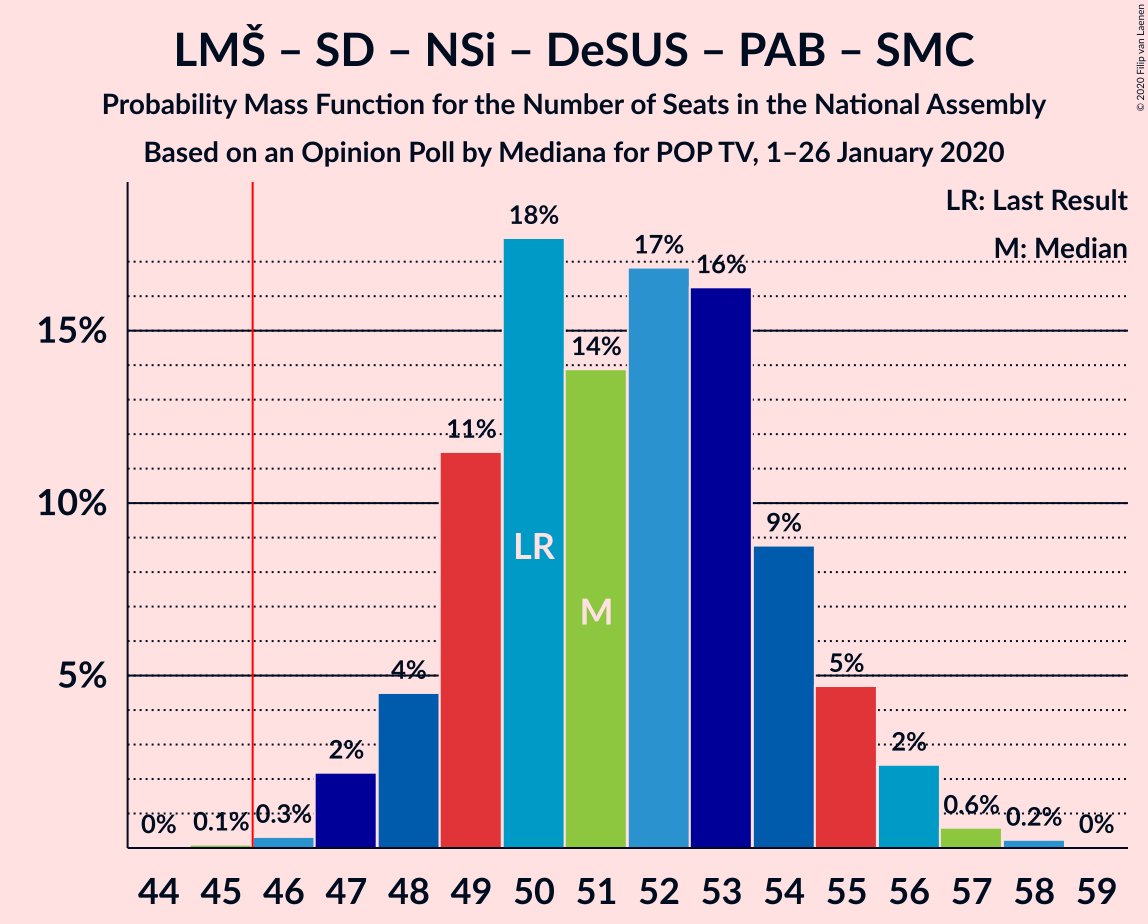 LMŠ – SD – NSi – DeSUS – PAB – SMC
Probability Mass Function for the Number of Seats in the National Assembly
Based on an Opinion Poll by Mediana for POP TV, 1–26 January 2020
© 2020 Filip van Laenen
LR: Last Result
M: Median
15%
10%
5%
0%
0.1%
0.3%
2%
4%
11%
18%
14%
17%
16%
9%
5%
2%
0.6%
0.2%
0%
LR
M
44 45 46 47 48 49 50 51 52 53 54 55 56 57 58 59